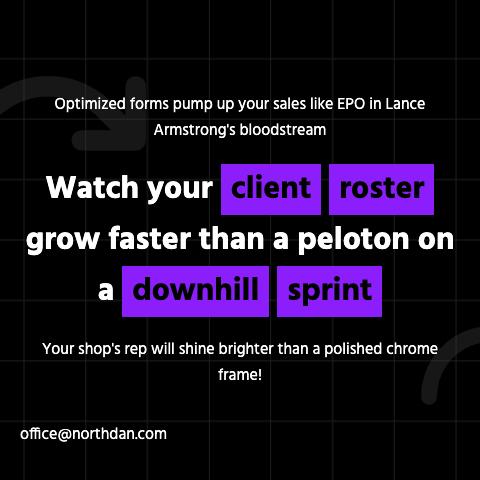 Optimized forms pump up your sales like EPO in Lance
Armstrong's bloodstream
Watch your client roster
grow faster than a peloton on
a downhill sprint
Your shop's rep will shine brighter than a polished chrome
frame!
office@northdan.com